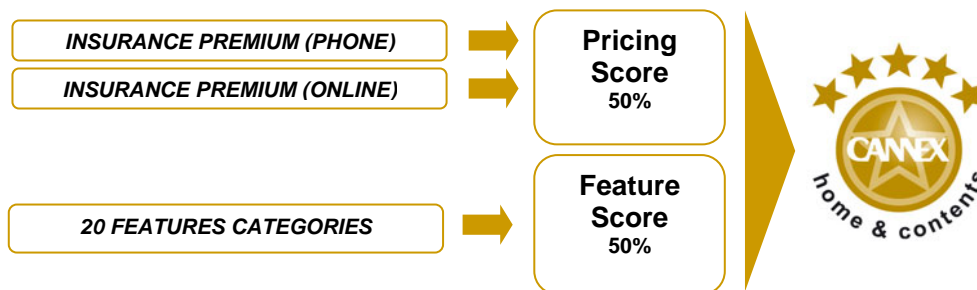 INSURANCE PREMIUM (PHONE)
INSURANCE PREMIUM (ONLINE)
Pricing
Score
50%
20 FEATURES CATEGORIES
Feature
Score
50%
CANNEX
home & contents